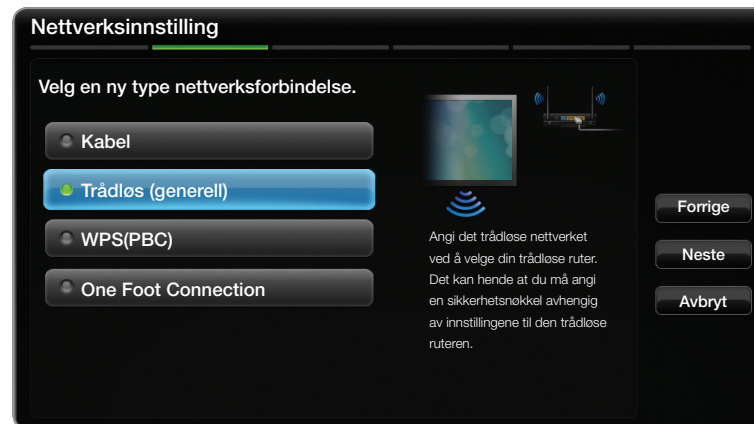 Nettverksinnstilling
Velg en ny type nettverksforbindelse.
Kabel
Trådløs (generell)
WPS(PBC)
One Foot Connection
Angi det trådløse nettverket
ved å velge din trådløse ruter.
Det kan hende at du må angi
en sikkerhetsnøkkel avhengig
av innstillingene til den trådløse
ruteren.
Forrige
Neste
Avbryt